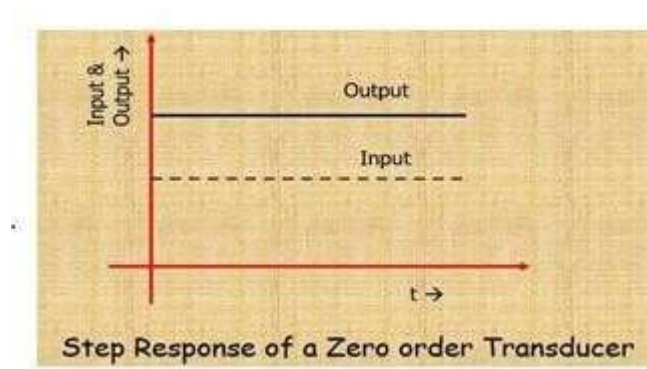 Input &
Output →
Output
Input
t →
Step Response of a Zero order Transducer